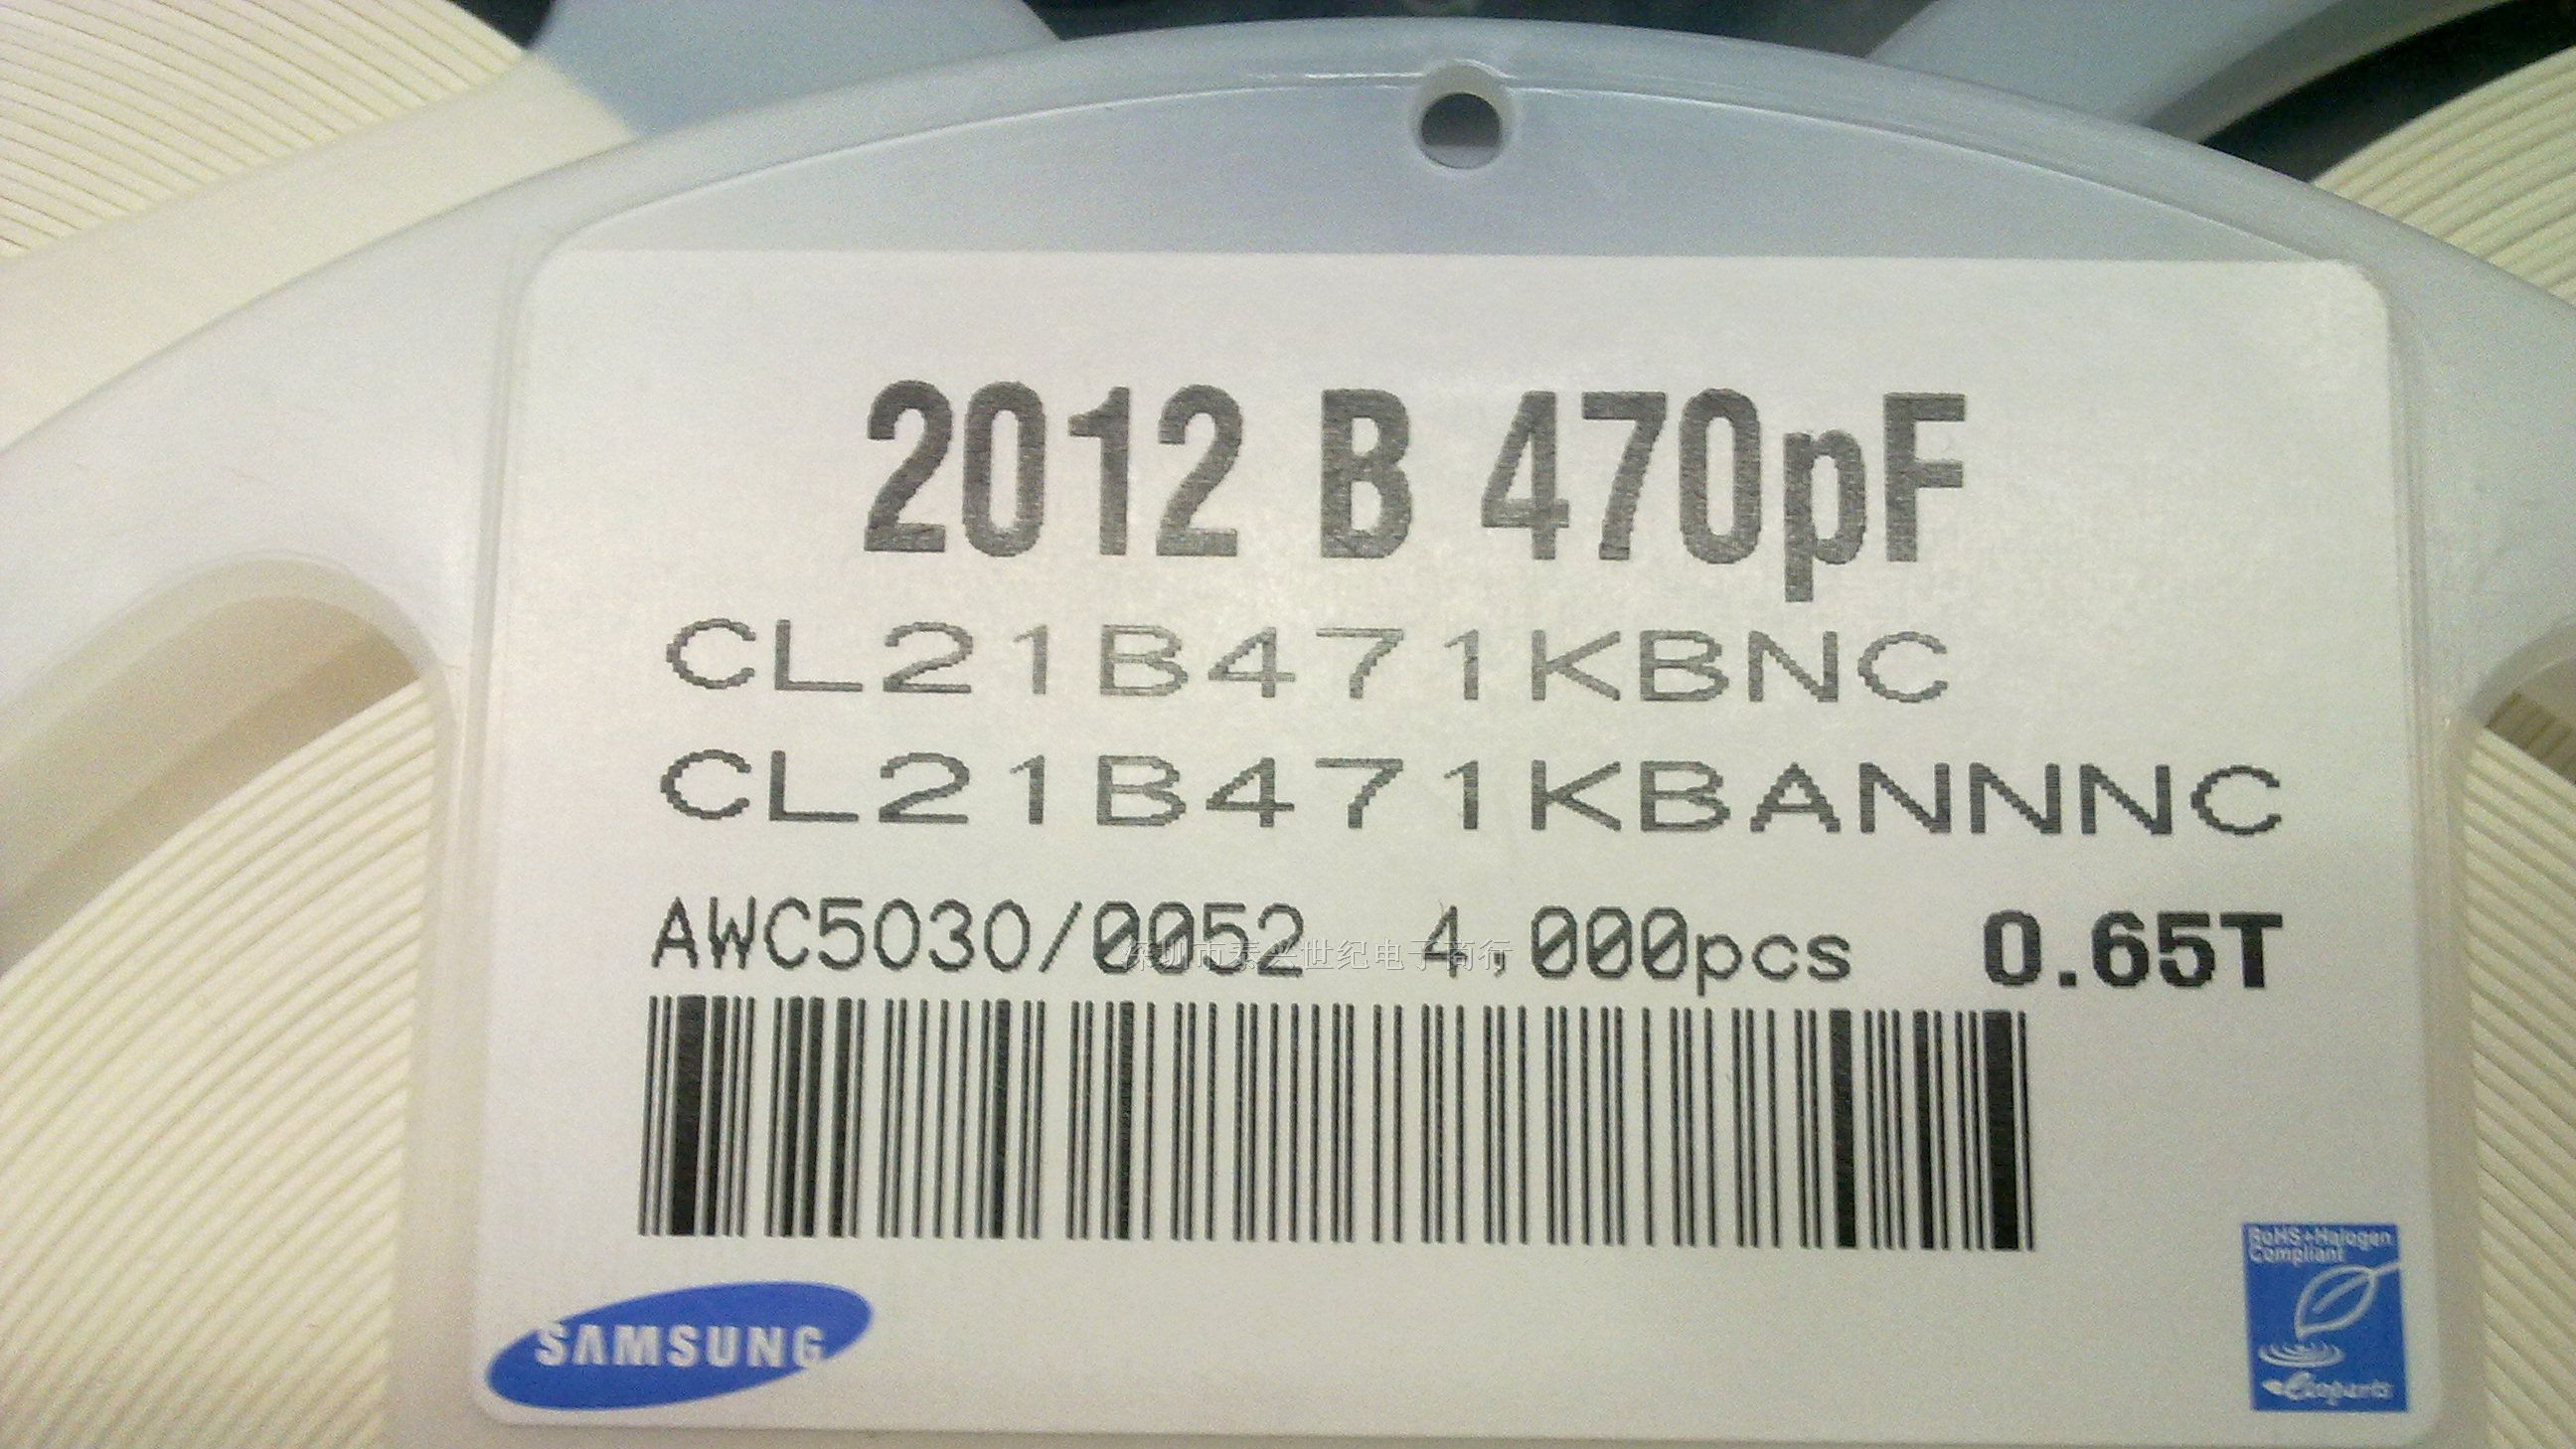 2012 B 470pF
CL21B471KBNC
CL21B471KBANNNC
AWC5030/0052 4,000pcs 0.65T
深圳市泰兴世纪电子商行
SAMSUNG
RoHS+Halogen
Compliant
ecoparts